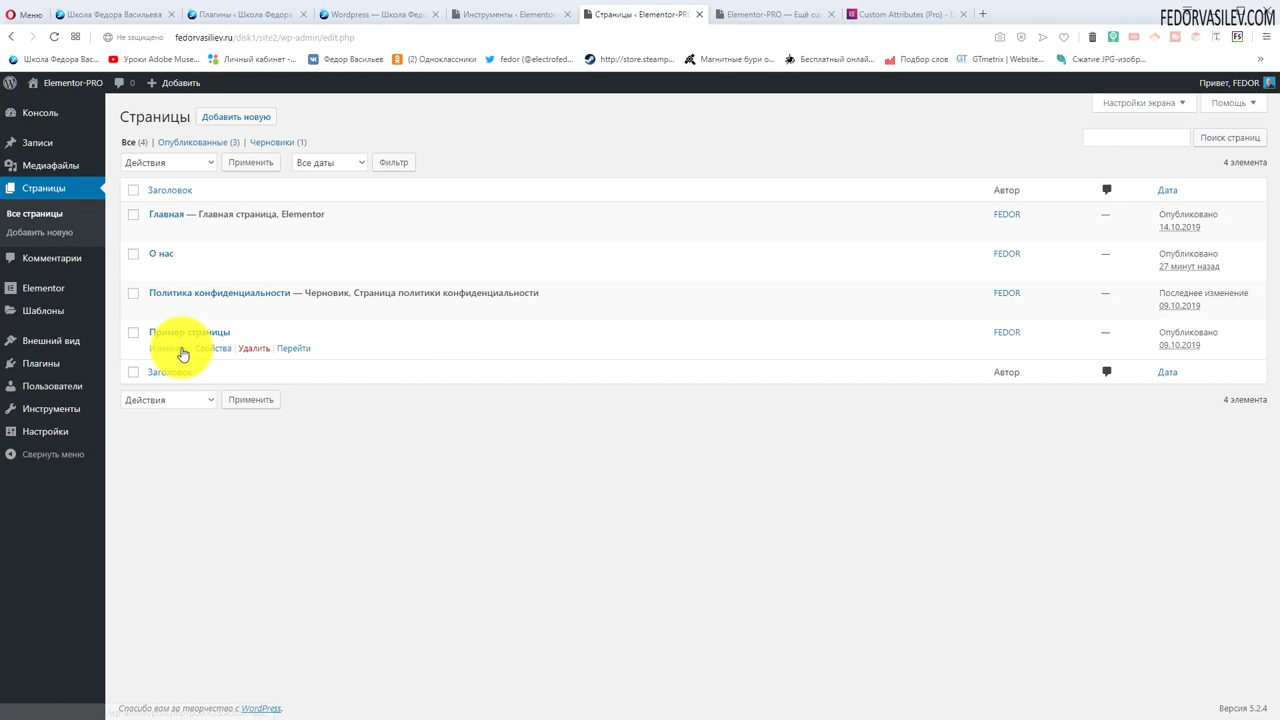 Меню
Школа Федора Васильева
Плагины ‹ Школа Федора
Wordpress — Школа Фед
Инструменты ‹ Elementor
Страницы ‹ Elementor-PRO
Elementor-PRO — Ещё од
Custom Attributes (Pro) - D
FEDORVASILEV.COM
Не защищено
fedorvasiliev.ru/disk1/site2/wp-admin/edit.php
Школа Федора Вас...
Уроки Adobe Muse...
Личный кабинет -...
Федор Васильев
(2) Одноклассники
fedor (@electrofed...
http://store.steamp...
Магнитные бури о...
Бесплатный онлай...
Подбор слов
GTmetrix | Website...
Сжатие JPG-изобр...
Elementor-PRO
0
Добавить
Привет, FEDOR
Консоль
Записи
Медиафайлы
Страницы
Все страницы
Добавить новую
Комментарии
Elementor
Шаблоны
Внешний вид
Плагины
Пользователи
Инструменты
Настройки
Свернуть меню
Страницы
Добавить новую
Настройки экрана
Помощь
Все (4) | Опубликованные (3) | Черновики (1)
Поиск страниц
Действия
Применить
Все даты
Фильтр
4 элемента
Заголовок
Автор
Дата
Главная — Главная страница, Elementor
FEDOR
—
Опубликовано
14.10.2019
О нас
FEDOR
—
Опубликовано
27 минут назад
Политика конфиденциальности — Черновик, Страница политики конфиденциальности
FEDOR
—
Последнее изменение
09.10.2019
Пример страницы
FEDOR
—
Опубликовано
09.10.2019
Свойства | Удалить | Перейти
Заголовок
Автор
Дата
Действия
Применить
4 элемента
Спасибо вам за творчество с WordPress.
Версия 5.2.4